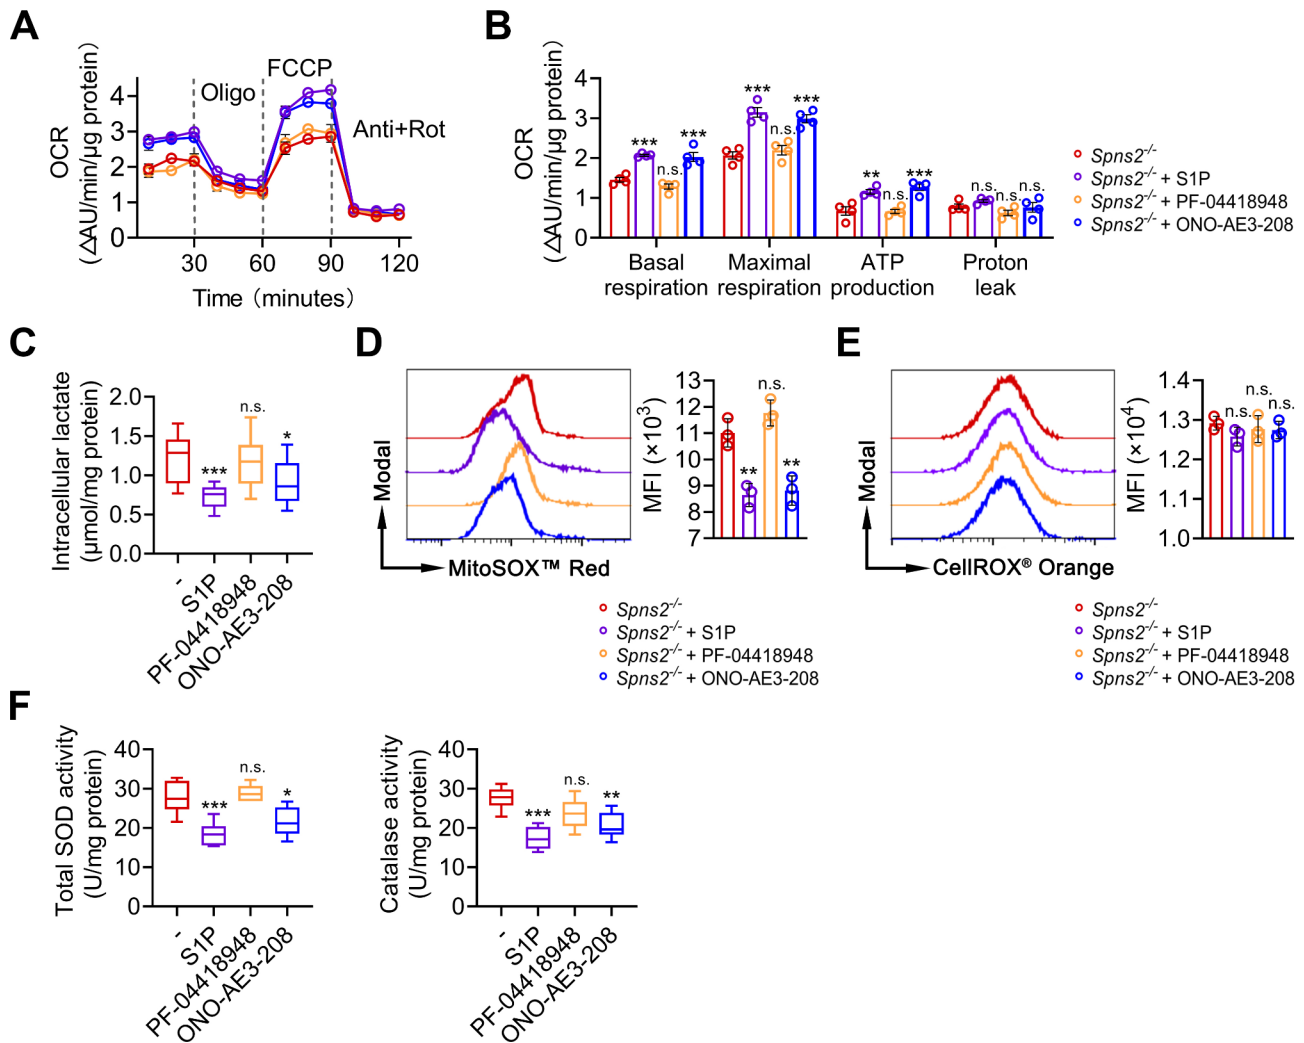 A
OCR
(ΔΔAU/min/μg protein)
4
3
2
1
0
Oligo
FCCP
Anti+Rot
30
60
90
120
Time (minutes)
B
OCR
(ΔΔAU/min/μg protein)
4
3
2
1
0
***
n.s.
***
***
n.s.
***
**
n.s.
***
n.s.
n.s.
n.s.
Basal
respiration
Maximal
respiration
ATP
production
Proton
leak
Spns2-/-
Spns2-/- + S1P
Spns2-/- + PF-04418948
Spns2-/- + ONO-AE3-208
C
Intracellular lactate
(μmol/mg protein)
2.0
1.5
1.0
0.5
0.0
***
n.s.
*
-
S1P
PF-04418948
ONO-AE3-208
D
Modal
MitoSOX™ Red
MFI (×10³)
13
12
11
10
9
8
7
**
n.s.
**
Spns2-/-
Spns2-/- + S1P
Spns2-/- + PF-04418948
Spns2-/- + ONO-AE3-208
E
Modal
CellROX® Orange
MFI (×10⁴)
1.4
1.3
1.2
1.1
1.0
n.s.
n.s.
n.s.
Spns2-/-
Spns2-/- + S1P
Spns2-/- + PF-04418948
Spns2-/- + ONO-AE3-208
F
Total SOD activity
(U/mg protein)
40
30
20
10
0
***
n.s.
*
-
S1P
PF-04418948
ONO-AE3-208
Catalase activity
(U/mg protein)
40
30
20
10
0
***
n.s.
**
-
S1P
PF-04418948
ONO-AE3-208